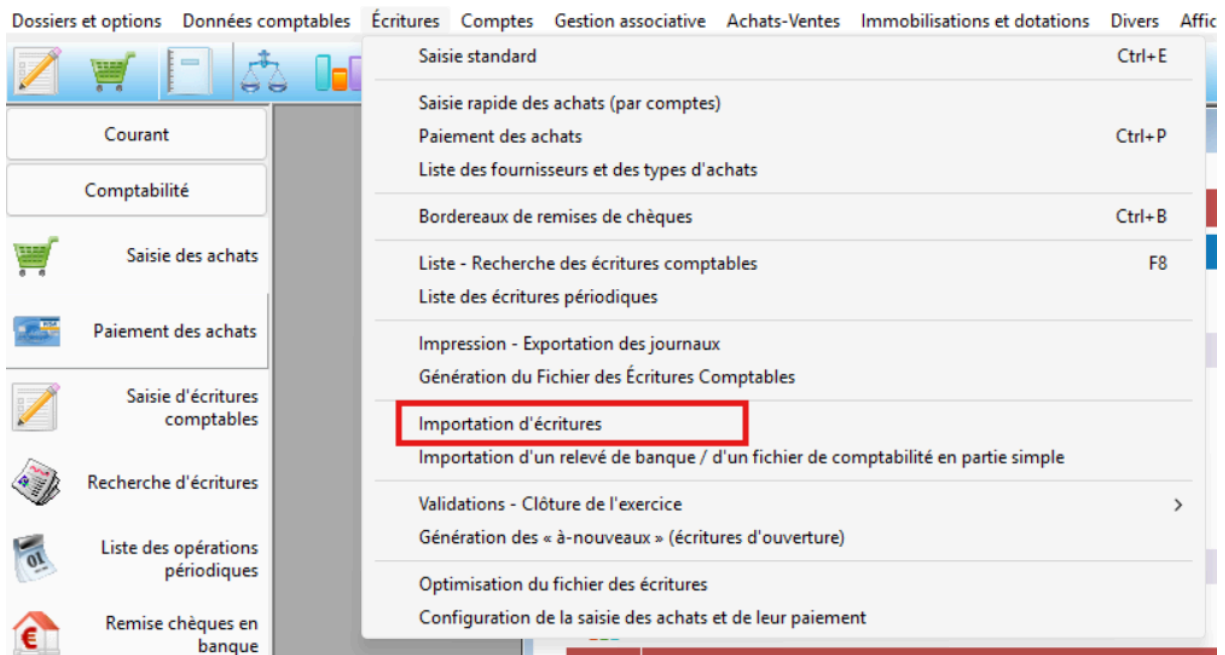 Dossiers et options Données comptables Écritures Comptes Gestion associative Achats-Ventes Immobilisations et dotations Divers
Saisie standard Ctrl+E
Saisie rapide des achats (par comptes)
Paiement des achats Ctrl+P
Liste des fournisseurs et des types d'achats
Bordereaux de remises de chèques Ctrl+B
Liste - Recherche des écritures comptables F8
Liste des écritures périodiques
Impression - Exportation des journaux
Génération du Fichier des Écritures Comptables
Importation d'écritures
Importation d'un relevé de banque / d'un fichier de comptabilité en partie simple
Validations - Clôture de l'exercice
Génération des « à-nouveaux » (écritures d'ouverture)
Optimisation du fichier des écritures
Configuration de la saisie des achats et de leur paiement
Courant
Comptabilité
Saisie des achats
Paiement des achats
Saisie d'écritures
comptables
Recherche d'écritures
Liste des opérations
périodiques
Remise chèques en
banque